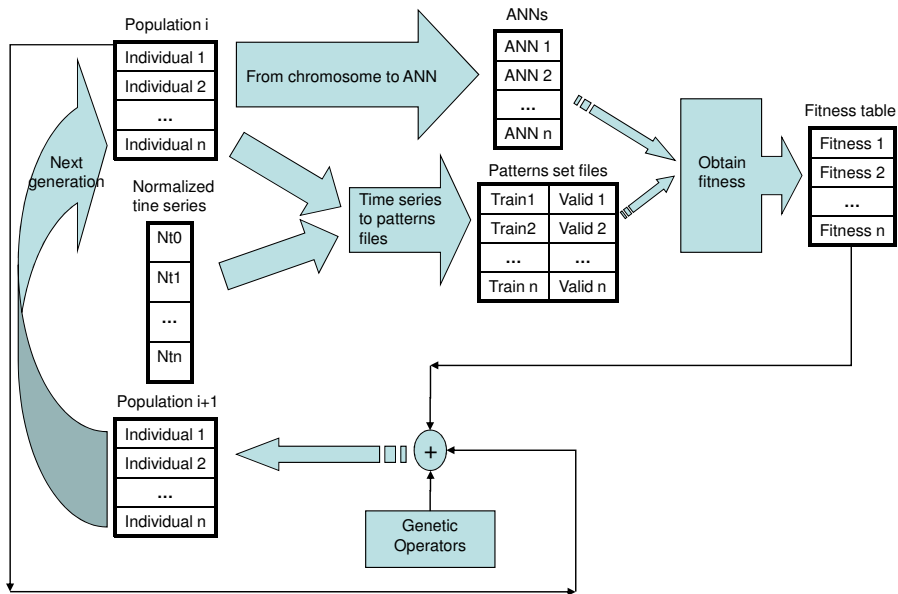 Population i
Individual 1
Individual 2
...
Individual n
From chromosome to ANN
ANNs
ANN 1
ANN 2
...
ANN n
Next
generation
Normalized
tine series
Nt0
Nt1
...
Ntn
Time series
to patterns
files
Patterns set files
Train1 Valid 1
Train2 Valid 2
... ...
Train n Valid n
Obtain
fitness
Fitness table
Fitness 1
Fitness 2
...
Fitness n
Population i+1
Individual 1
Individual 2
...
Individual n
+
Genetic
Operators